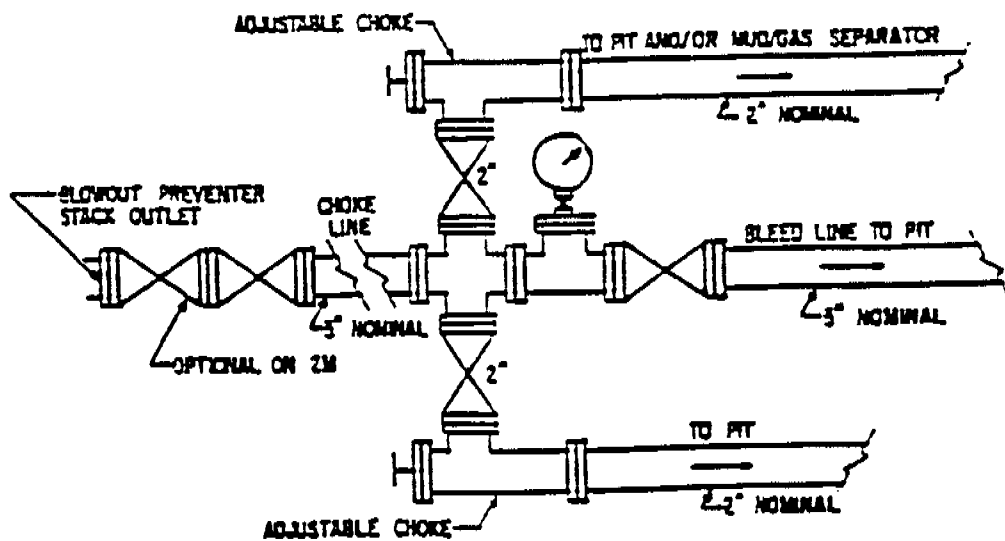 ADJUSTABLE CHOKE
TO PIT AND/OR MUD/GAS SEPARATOR
2" NOMINAL
2"
BLOWOUT PREVENTER
STACK OUTLET
CHOKE
LINE
BLEED LINE TO PIT
3" NOMINAL
3" NOMINAL
OPTIONAL ON 2M
2"
TO PIT
2" NOMINAL
ADJUSTABLE CHOKE